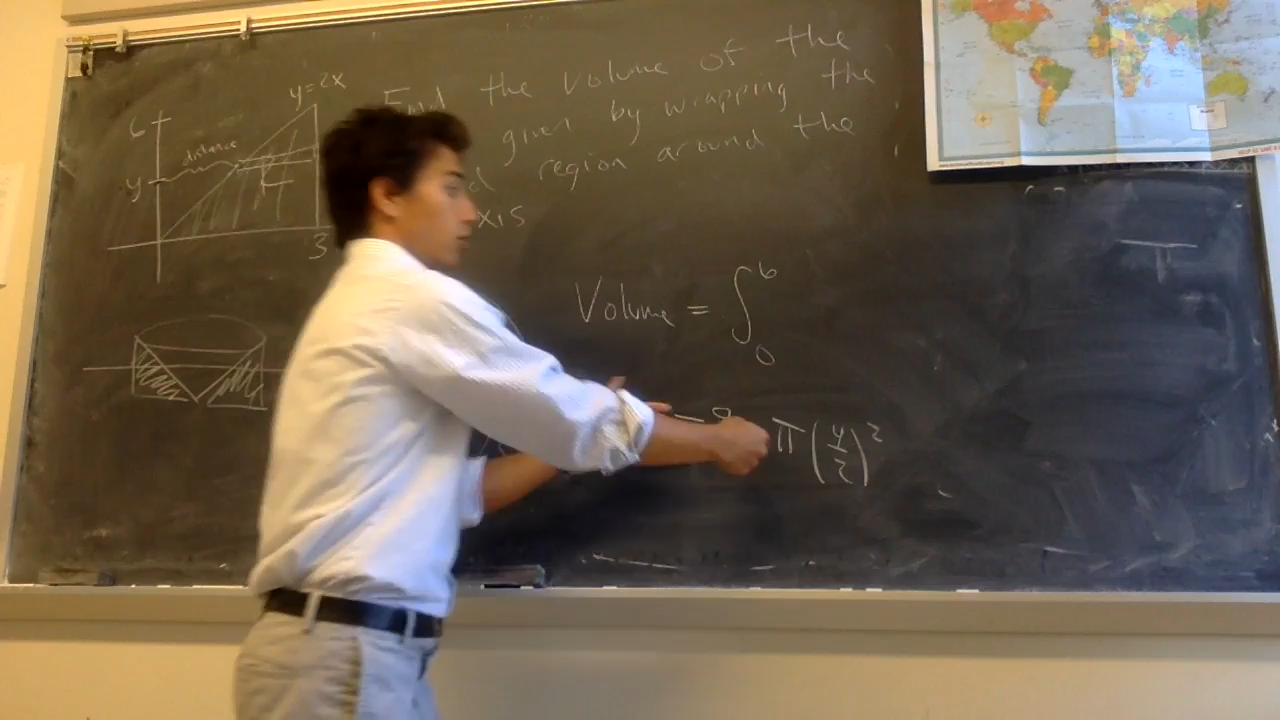 y=2x
6
distance
y
3
Find the volume of the
given by wrapping the
region around the
xis
Volume = ∫₀⁶
π(y/2)²
π